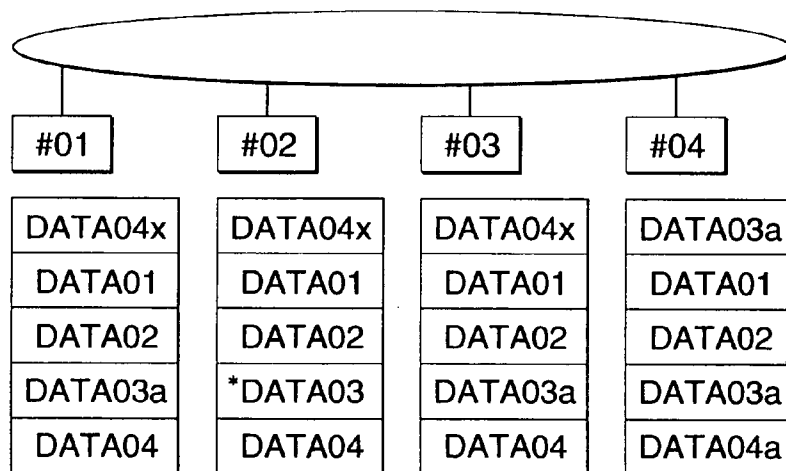 #01 #02 #03 #04
DATA04x DATA04x DATA04x DATA03a
DATA01 DATA01 DATA01 DATA01
DATA02 DATA02 DATA02 DATA02
DATA03a *DATA03 DATA03a DATA03a
DATA04 DATA04 DATA04 DATA04a